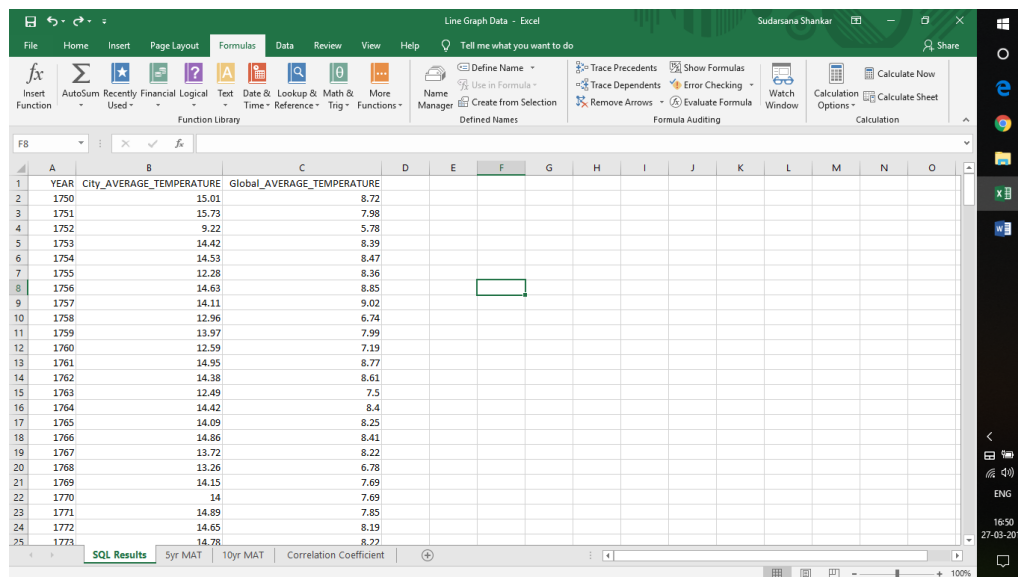 Line Graph Data - Excel
Sudarsana Shankar
File Home Insert Page Layout Formulas Data Review View Help Tell me what you want to do Share
Insert Function
AutoSum
Recently Used
Financial
Logical
Text
Date & Time
Lookup & Reference
Math & Trig
More Functions
Function Library
Name Manager
Define Name
Use in Formula
Create from Selection
Defined Names
Trace Precedents
Trace Dependents
Remove Arrows
Show Formulas
Error Checking
Evaluate Formula
Formula Auditing
Watch Window
Calculation Options
Calculate Now
Calculate Sheet
Calculation
F8 fx
A B C D E F G H I J K L M N O
1 YEAR City_AVERAGE_TEMPERATURE Global_AVERAGE_TEMPERATURE
2 1750 15.01 8.72
3 1751 15.73 7.98
4 1752 9.22 5.78
5 1753 14.42 8.39
6 1754 14.53 8.47
7 1755 12.28 8.36
8 1756 14.63 8.85
9 1757 14.11 9.02
10 1758 12.96 6.74
11 1759 13.97 7.99
12 1760 12.59 7.19
13 1761 14.95 8.77
14 1762 14.38 8.61
15 1763 12.49 7.5
16 1764 14.42 8.4
17 1765 14.09 8.25
18 1766 14.86 8.41
19 1767 13.72 8.22
20 1768 13.26 6.78
21 1769 14.15 7.69
22 1770 14 7.69
23 1771 14.89 7.85
24 1772 14.65 8.19
25 1773 14.78 8.22
SQL Results 5yr MAT 10yr MAT Correlation Coefficient
100%
ENG
16:50
27-03-20